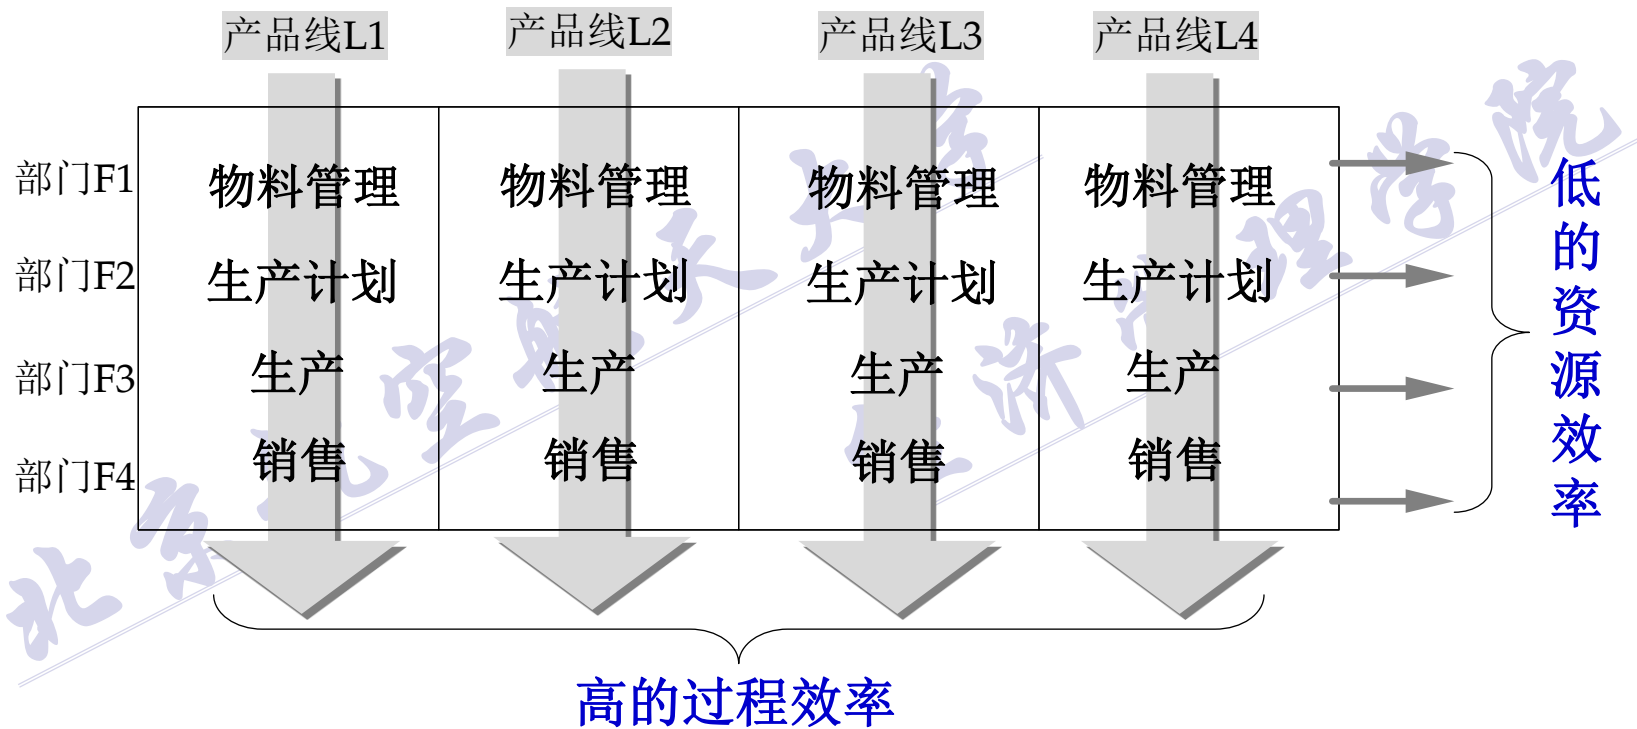 产品线L1 产品线L2 产品线L3 产品线L4
部门F1 物料管理 物料管理 物料管理 物料管理
部门F2 生产计划 生产计划 生产计划 生产计划
部门F3 生产 生产 生产 生产
部门F4 销售 销售 销售 销售
低的资源效率
高的过程效率
北京航空航天大学
经济管理学院